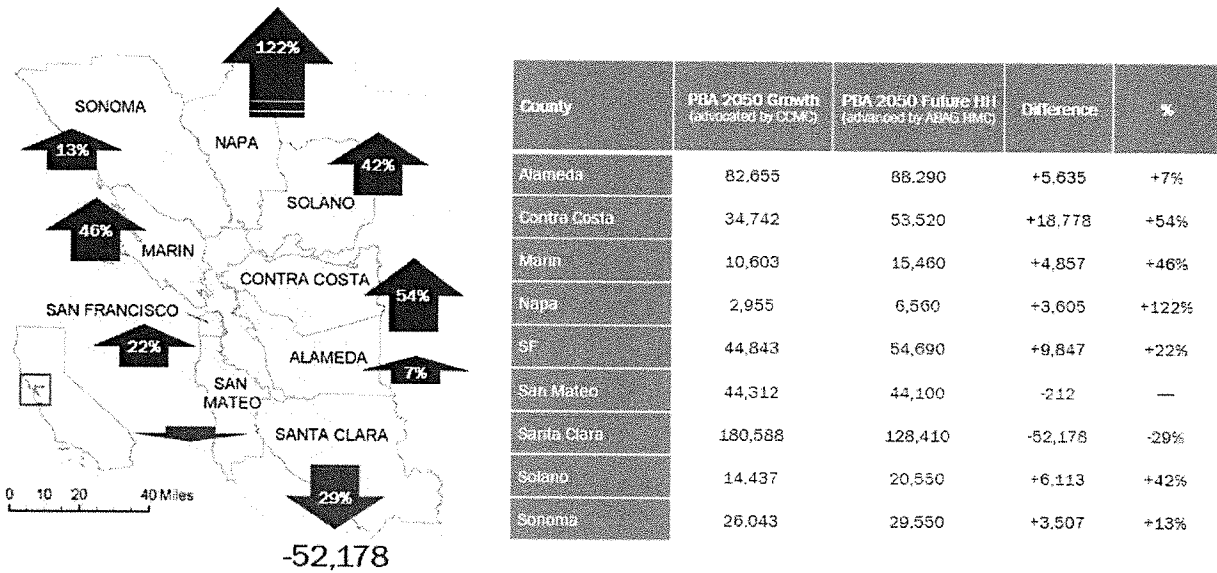 122%
SONOMA
13%
NAPA
42%
SOLANO
46%
MARIN
CONTRA COSTA
54%
SAN FRANCISCO
22%
ALAMEDA
7%
SAN
MATEO
SANTA CLARA
29%
-52,178
0 10 20 40 Miles
County PBA 2050 Growth PBA 2050 Future HH Difference %
(advocated by CCMC) (advanced by ABAG HMC)
Alameda 82,655 88,290 +5,635 +7%
Contra Costa 34,742 53,520 +18,778 +54%
Marin 10,603 15,460 +4,857 +46%
Napa 2,955 6,560 +3,605 +122%
SF 44,843 54,690 +9,847 +22%
San Mateo 44,312 44,100 -212 —
Santa Clara 180,588 128,410 -52,178 -29%
Solano 14,437 20,550 +6,113 +42%
Sonoma 26,043 29,550 +3,507 +13%